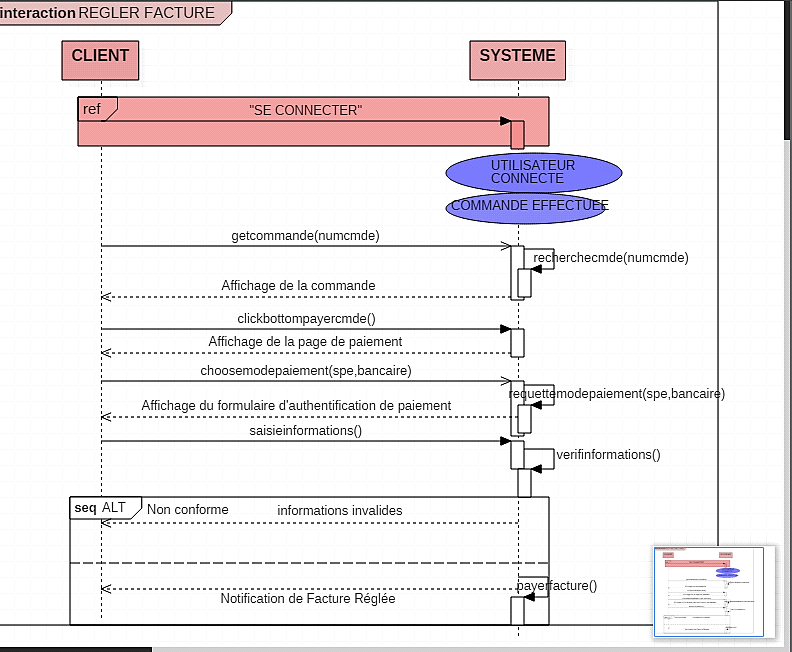 interaction REGLER FACTURE
CLIENT
SYSTEME
ref
"SE CONNECTER"
UTILISATEUR
CONNECTE
COMMANDE EFFECTUEE
getcommande(numcmde)
recherchecmde(numcmde)
Affichage de la commande
clickbottompayercmde()
Affichage de la page de paiement
choosemodepaiement(spe,bancaire)
requettemodepaiement(spe,bancaire)
Affichage du formulaire d'authentification de paiement
saisieinformations()
verifinformations()
seq ALT
Non conforme
informations invalides
payerfacture()
Notification de Facture Réglée